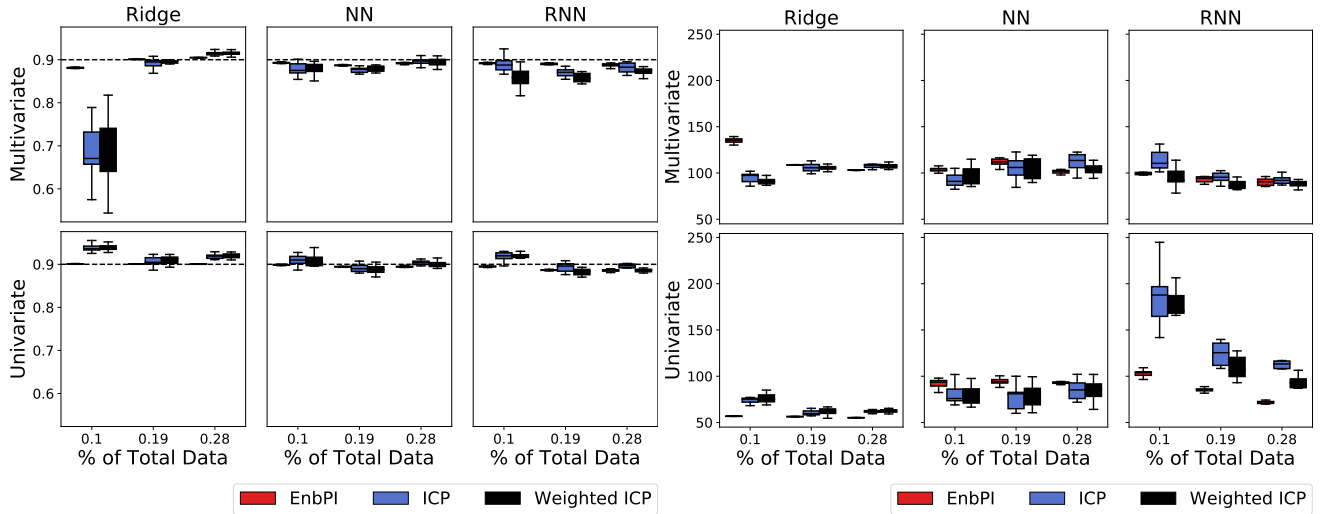 Ridge NN RNN
Multivariate
0.9
0.8
0.7
0.6
Univariate
0.9
0.8
0.7
0.6
0.1 0.19 0.28 0.1 0.19 0.28 0.1 0.19 0.28
% of Total Data % of Total Data % of Total Data
EnbPI ICP Weighted ICP
Ridge NN RNN
Multivariate
250
200
150
100
50
Univariate
250
200
150
100
50
0.1 0.19 0.28 0.1 0.19 0.28 0.1 0.19 0.28
% of Total Data % of Total Data % of Total Data
EnbPI ICP Weighted ICP